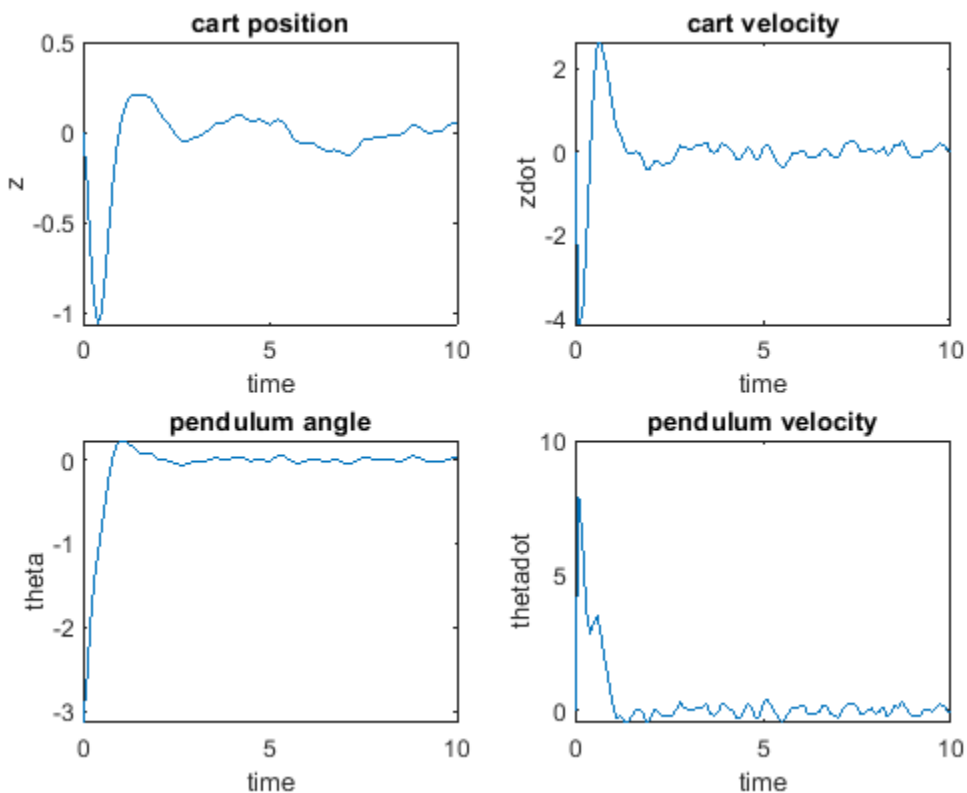 cart position
z
0.5
0
-0.5
-1
0
5
10
time
cart velocity
zdot
2
0
-2
-4
0
5
10
time
pendulum angle
theta
0
-1
-2
-3
0
5
10
time
pendulum velocity
thetadot
10
5
0
0
5
10
time